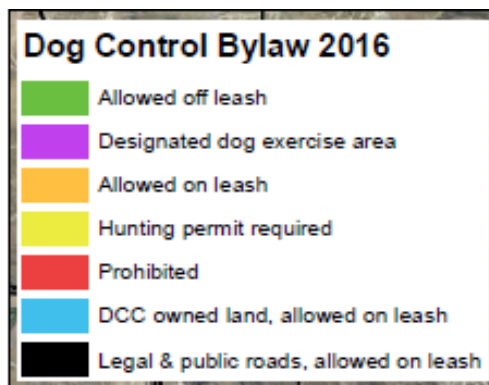 Dog Control Bylaw 2016
Allowed off leash
Designated dog exercise area
Allowed on leash
Hunting permit required
Prohibited
DCC owned land, allowed on leash
Legal & public roads, allowed on leash